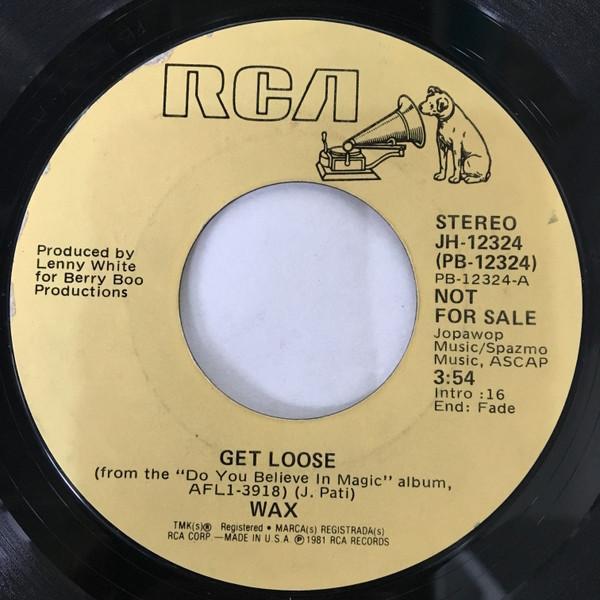 RCA
Produced by
Lenny White
for Berry Boo
Productions
STEREO
JH-12324
(PB-12324)
PB-12324-A
NOT
FOR SALE
Jopawop
Music/Spazmo
Music, ASCAP
3:54
Intro :16
End: Fade
GET LOOSE
(from the "Do You Believe In Magic" album,
AFL1-3918) (J. Pati)
WAX
TMK(s)® Registered • MARCA(s) REGISTRADA(s)
RCA CORP.—MADE IN U.S.A. ℗ 1981 RCA RECORDS